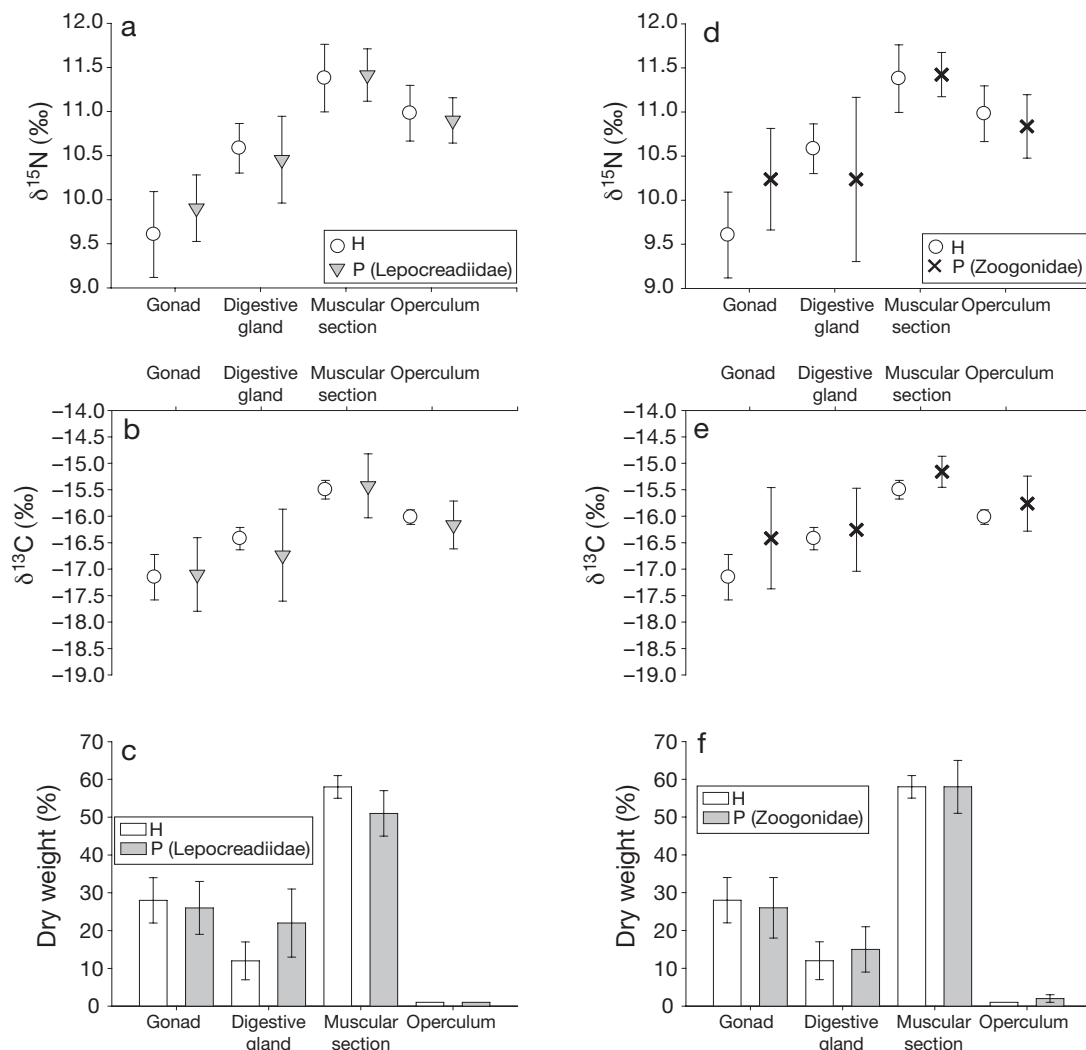 a
δ15N (‰)
12.0
11.5
11.0
10.5
10.0
9.5
9.0
H
P (Lepocreadiidae)
Gonad
Digestive
gland
Muscular
section
Operculum
d
δ15N (‰)
12.0
11.5
11.0
10.5
10.0
9.5
9.0
H
P (Zoogonidae)
Gonad
Digestive
gland
Muscular
section
Operculum
Gonad
Digestive
gland
Muscular
section
Operculum
b
δ13C (‰)
−14.0
−14.5
−15.0
−15.5
−16.0
−16.5
−17.0
−17.5
−18.0
−18.5
−19.0
Gonad
Digestive
gland
Muscular
section
Operculum
e
δ13C (‰)
−14.0
−14.5
−15.0
−15.5
−16.0
−16.5
−17.0
−17.5
−18.0
−18.5
−19.0
c
Dry weight (%)
70
60
50
40
30
20
10
0
H
P (Lepocreadiidae)
Gonad
Digestive
gland
Muscular
section
Operculum
f
Dry weight (%)
70
60
50
40
30
20
10
0
H
P (Zoogonidae)
Gonad
Digestive
gland
Muscular
section
Operculum